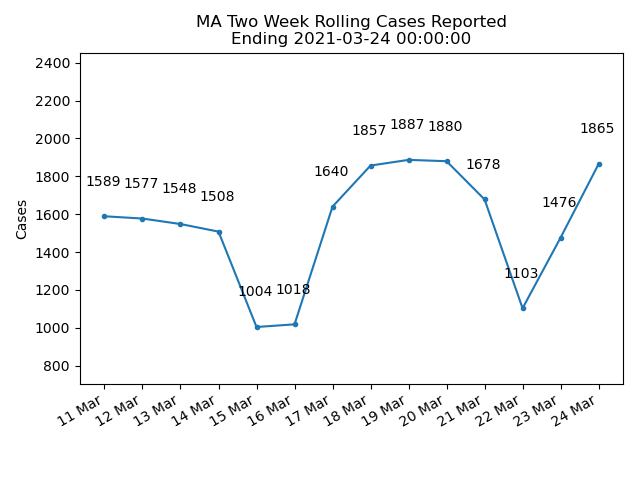 MA Two Week Rolling Cases Reported
Ending 2021-03-24 00:00:00
2400
2200
2000
1800
1600
1400
1200
1000
800
Cases
1589
1577
1548
1508
1004
1018
1640
1857
1887
1880
1678
1103
1476
1865
11 Mar
12 Mar
13 Mar
14 Mar
15 Mar
16 Mar
17 Mar
18 Mar
19 Mar
20 Mar
21 Mar
22 Mar
23 Mar
24 Mar